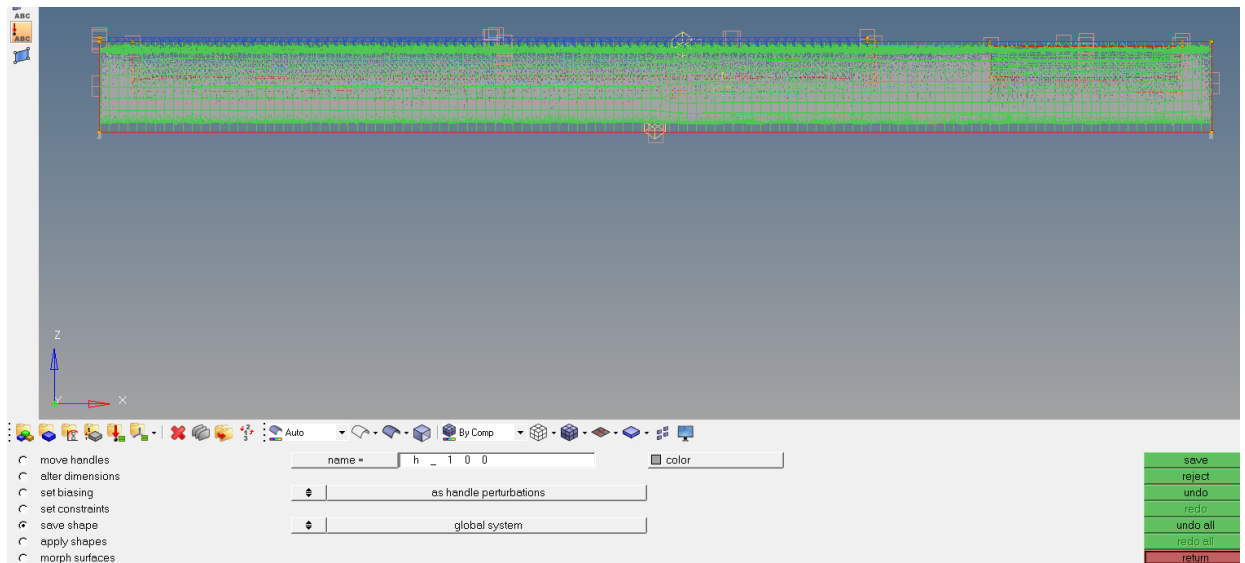 ABC
ABC
Z
Y X
Auto By Comp
move handles name = h _ 1 0 0 color save
alter dimensions reject
set biasing as handle perturbations undo
set constraints redo
save shape global system undo all
apply shapes redo all
morph surfaces return